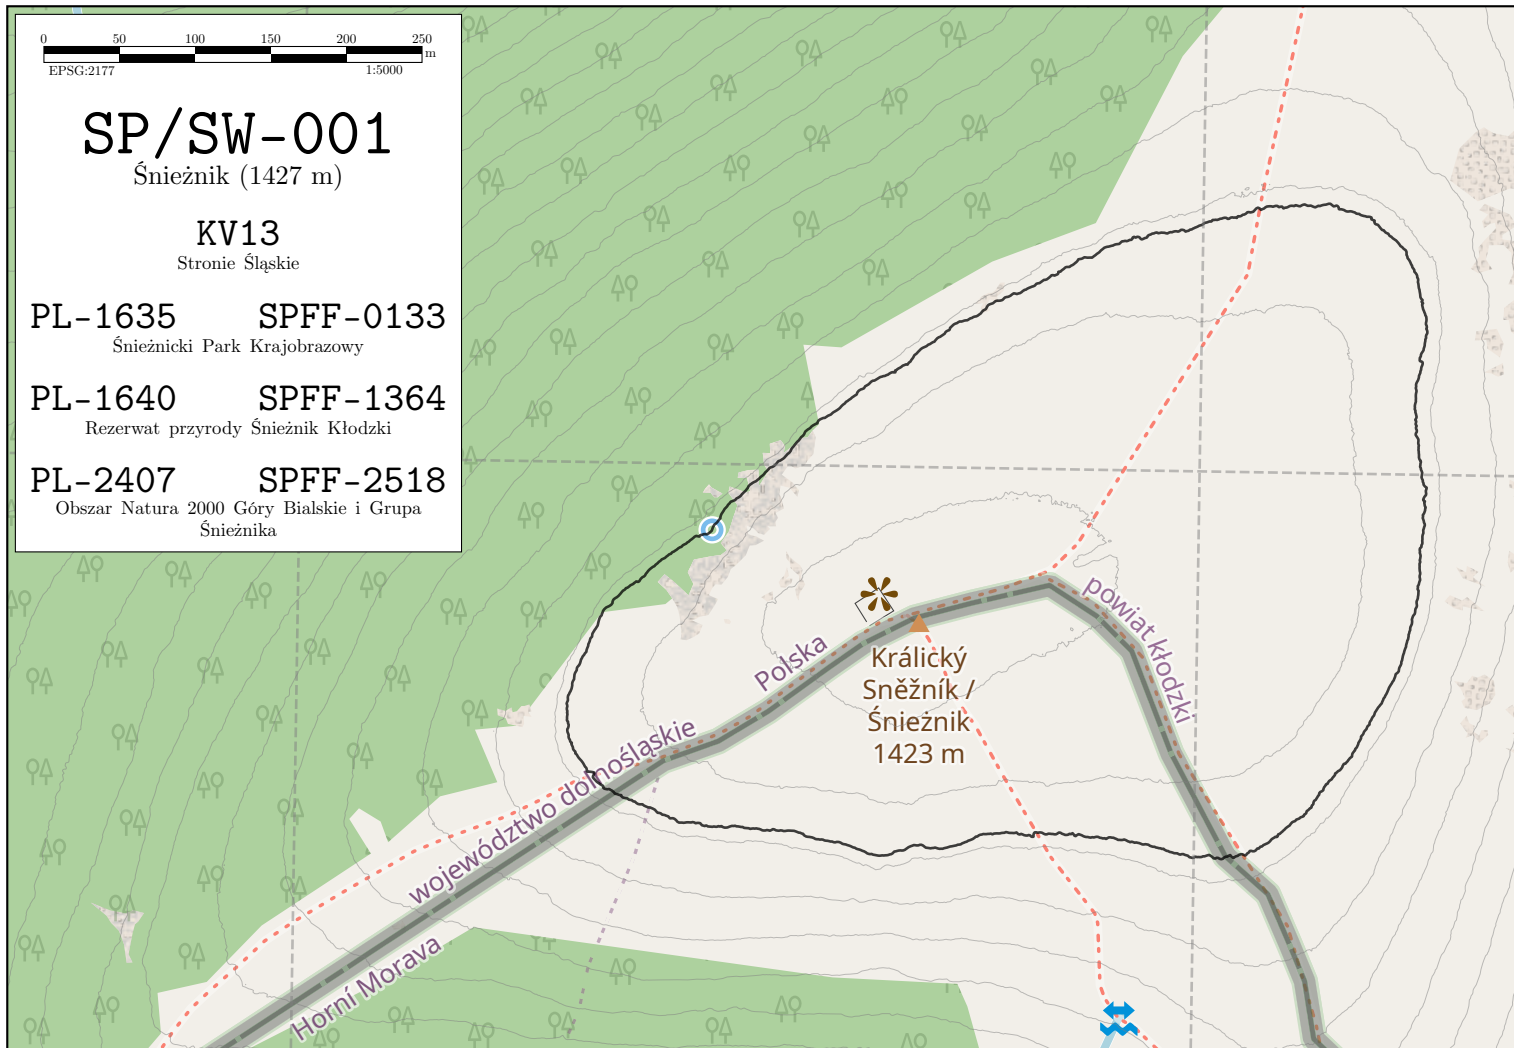 0 50 100 150 200 250
m
EPSG:2177 1:5000
SP/SW-001
Śnieżnik (1427 m)
KV13
Stronie Śląskie
PL-1635 SPFF-0133
Śnieżnicki Park Krajobrazowy
PL-1640 SPFF-1364
Rezerwat przyrody Śnieżnik Kłodzki
PL-2407 SPFF-2518
Obszar Natura 2000 Góry Bialskie i Grupa
Śnieżnika
powiat kłodzki
Polska
Králický
Sněžník /
Śnieżnik
1423 m
województwo dolnośląskie
Horní Morava